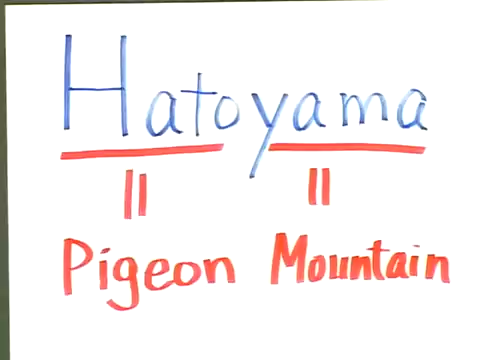 Hatoyama
= =
Pigeon Mountain